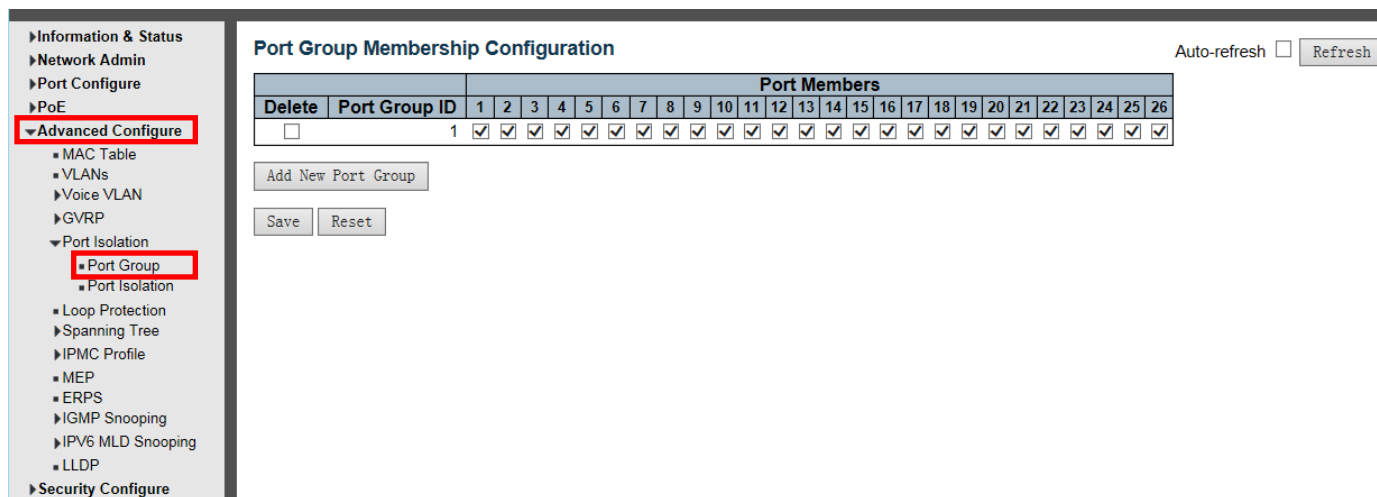 Information & Status
Network Admin
Port Configure
PoE
Advanced Configure
MAC Table
VLANs
Voice VLAN
GVRP
Port Isolation
Port Group
Port Isolation
Loop Protection
Spanning Tree
IPMC Profile
MEP
ERPS
IGMP Snooping
IPV6 MLD Snooping
LLDP
Security Configure
Port Group Membership Configuration
Auto-refresh Refresh
Port Members
Delete Port Group ID 1 2 3 4 5 6 7 8 9 10 11 12 13 14 15 16 17 18 19 20 21 22 23 24 25 26
1
Add New Port Group
Save Reset